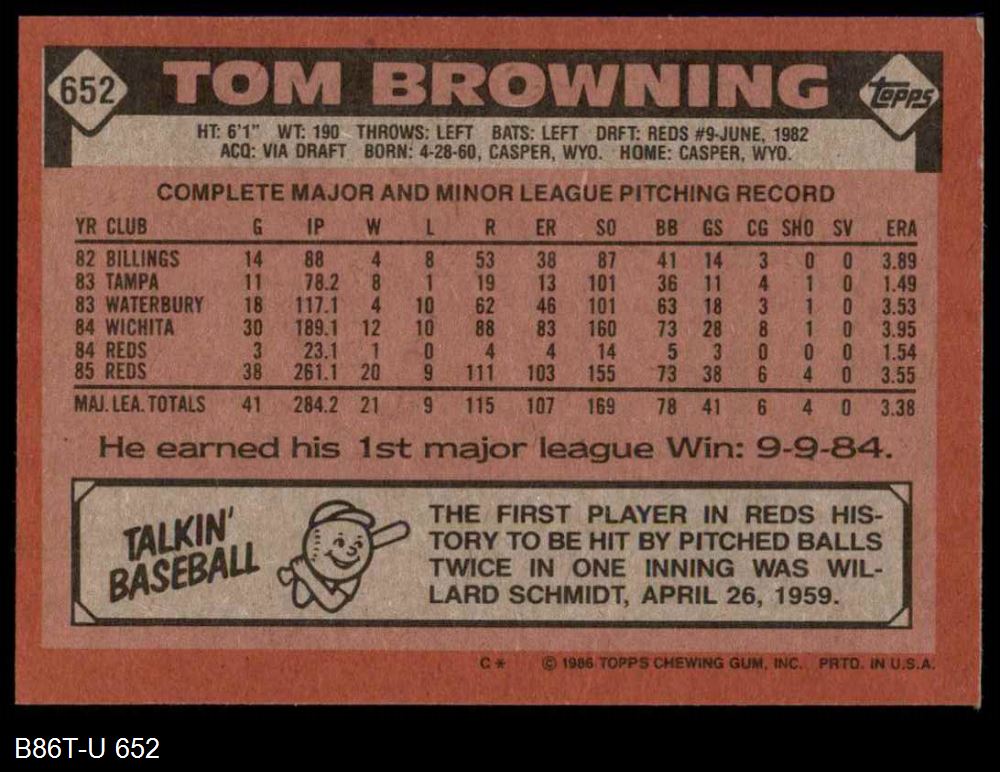 652
TOM BROWNING
topps
HT: 6'1" WT: 190 THROWS: LEFT BATS: LEFT DRFT: REDS #9-JUNE, 1982
ACQ: VIA DRAFT BORN: 4-28-60, CASPER, WYO. HOME: CASPER, WYO.
COMPLETE MAJOR AND MINOR LEAGUE PITCHING RECORD
YR CLUB G IP W L R ER SO BB GS CG SHO SV ERA
82 BILLINGS 14 88 4 8 53 38 87 41 14 3 0 0 3.89
83 TAMPA 11 78.2 8 1 19 13 101 36 11 4 1 0 1.49
83 WATERBURY 18 117.1 4 10 62 46 101 63 18 3 1 0 3.53
84 WICHITA 30 189.1 12 10 88 83 160 73 28 8 1 0 3.95
84 REDS 3 23.1 1 0 4 4 14 5 3 0 0 0 1.54
85 REDS 38 261.1 20 9 111 103 155 73 38 6 4 0 3.55
MAJ. LEA. TOTALS 41 284.2 21 9 115 107 169 78 41 6 4 0 3.38
He earned his 1st major league Win: 9-9-84.
TALKIN'
BASEBALL
THE FIRST PLAYER IN REDS HIS-
TORY TO BE HIT BY PITCHED BALLS
TWICE IN ONE INNING WAS WIL-
LARD SCHMIDT, APRIL 26, 1959.
C* © 1986 TOPPS CHEWING GUM, INC. PRTD. IN U.S.A.
B86T-U 652